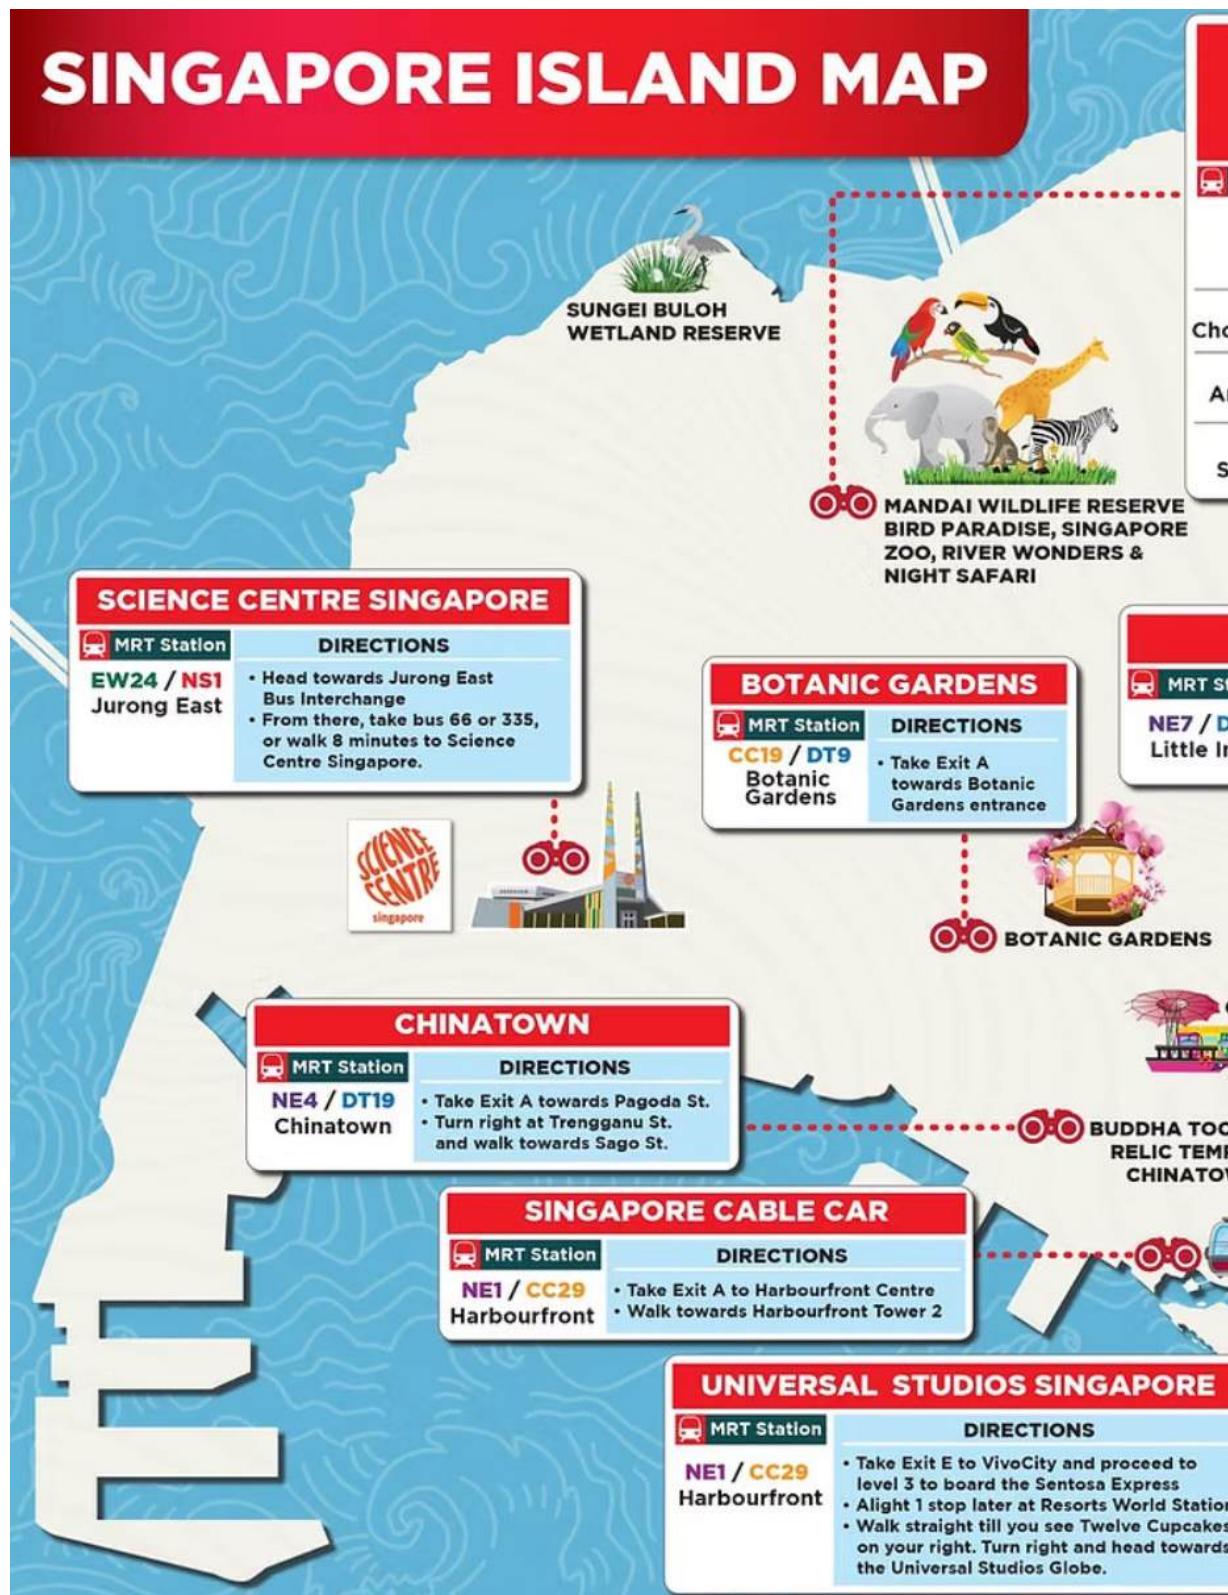 SINGAPORE ISLAND MAP
SUNGEI BULOH
WETLAND RESERVE
MANDAI WILDLIFE RESERVE
BIRD PARADISE, SINGAPORE
ZOO, RIVER WONDERS &
NIGHT SAFARI
SCIENCE CENTRE SINGAPORE
MRT Station
EW24 / NS1
Jurong East
DIRECTIONS
• Head towards Jurong East
Bus Interchange
• From there, take bus 66 or 335,
or walk 8 minutes to Science
Centre Singapore.
SCIENCE
CENTRE
singapore
BOTANIC GARDENS
MRT Station
CC19 / DT9
Botanic
Gardens
DIRECTIONS
• Take Exit A
towards Botanic
Gardens entrance
BOTANIC GARDENS
MRT
NE7 /
Little
CHINATOWN
MRT Station
NE4 / DT19
Chinatown
DIRECTIONS
• Take Exit A towards Pagoda St.
• Turn right at Trengganu St.
and walk towards Sago St.
BUDDHA
RELIC
SINGAPORE CABLE CAR
MRT Station
NE1 / CC29
Harbourfront
DIRECTIONS
• Take Exit A to Harbourfront Centre
• Walk towards Harbourfront Tower 2
UNIVERSAL STUDIOS SINGAPORE
MRT Station
NE1 / CC29
Harbourfront
DIRECTIONS
• Take Exit E to VivoCity and proceed to
level 3 to board the Sentosa Express
• Alight 1 stop later at Resorts World Station
• Walk straight till you see Twelve Cupcakes
on your right. Turn right and head towards
the Universal Studios Globe.